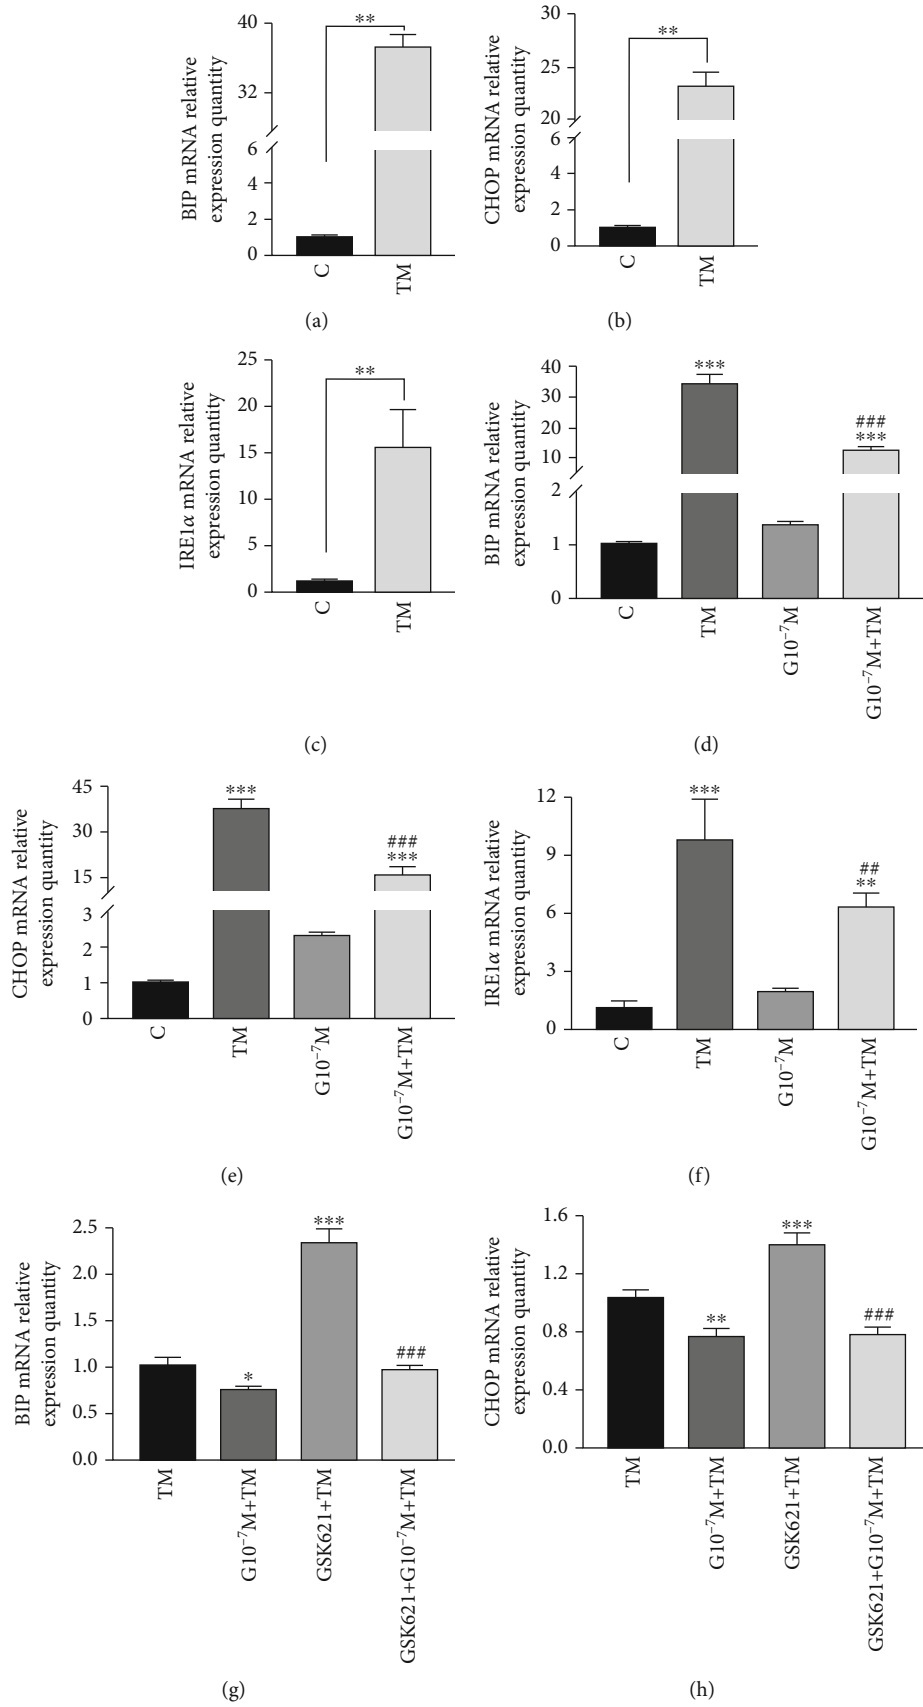 BIP mRNA relative
expression quantity
40
32
6
4
2
0
**
C
TM
(a)
CHOP mRNA relative
expression quantity
30
25
20
6
4
2
0
**
C
TM
(b)
IRE1α mRNA relative
expression quantity
25
20
15
10
5
0
**
C
TM
(c)
BIP mRNA relative
expression quantity
40
30
20
10
2
1
0
***
###
***
C
TM
G10⁻⁷M
G10⁻⁷M+TM
(d)
CHOP mRNA relative
expression quantity
45
30
15
3
2
1
0
***
###
***
C
TM
G10⁻⁷M
G10⁻⁷M+TM
(e)
IRE1α mRNA relative
expression quantity
12
9
6
3
0
***
##
**
C
TM
G10⁻⁷M
G10⁻⁷M+TM
(f)
BIP mRNA relative
expression quantity
2.5
2.0
1.5
1.0
0.5
0.0
*
***
###
TM
G10⁻⁷M+TM
GSK621+TM
GSK621+G10⁻⁷M+TM
(g)
CHOP mRNA relative
expression quantity
1.6
1.2
0.8
0.4
0.0
**
***
###
TM
G10⁻⁷M+TM
GSK621+TM
GSK621+G10⁻⁷M+TM
(h)